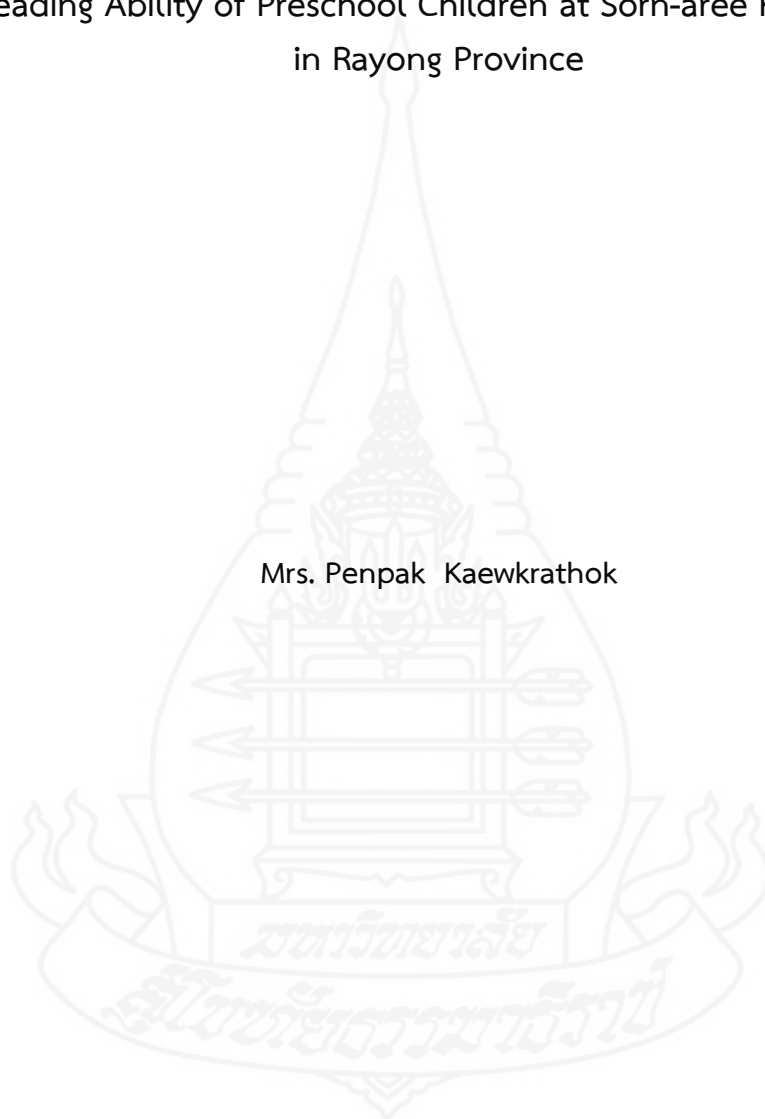 eading Ability of Preschool Children at Sorn-aree
in Rayong Province
Mrs. Penpak Kaewkrathok
มหาวิทยาลัย
สุโขทัยธรรมาธิราช